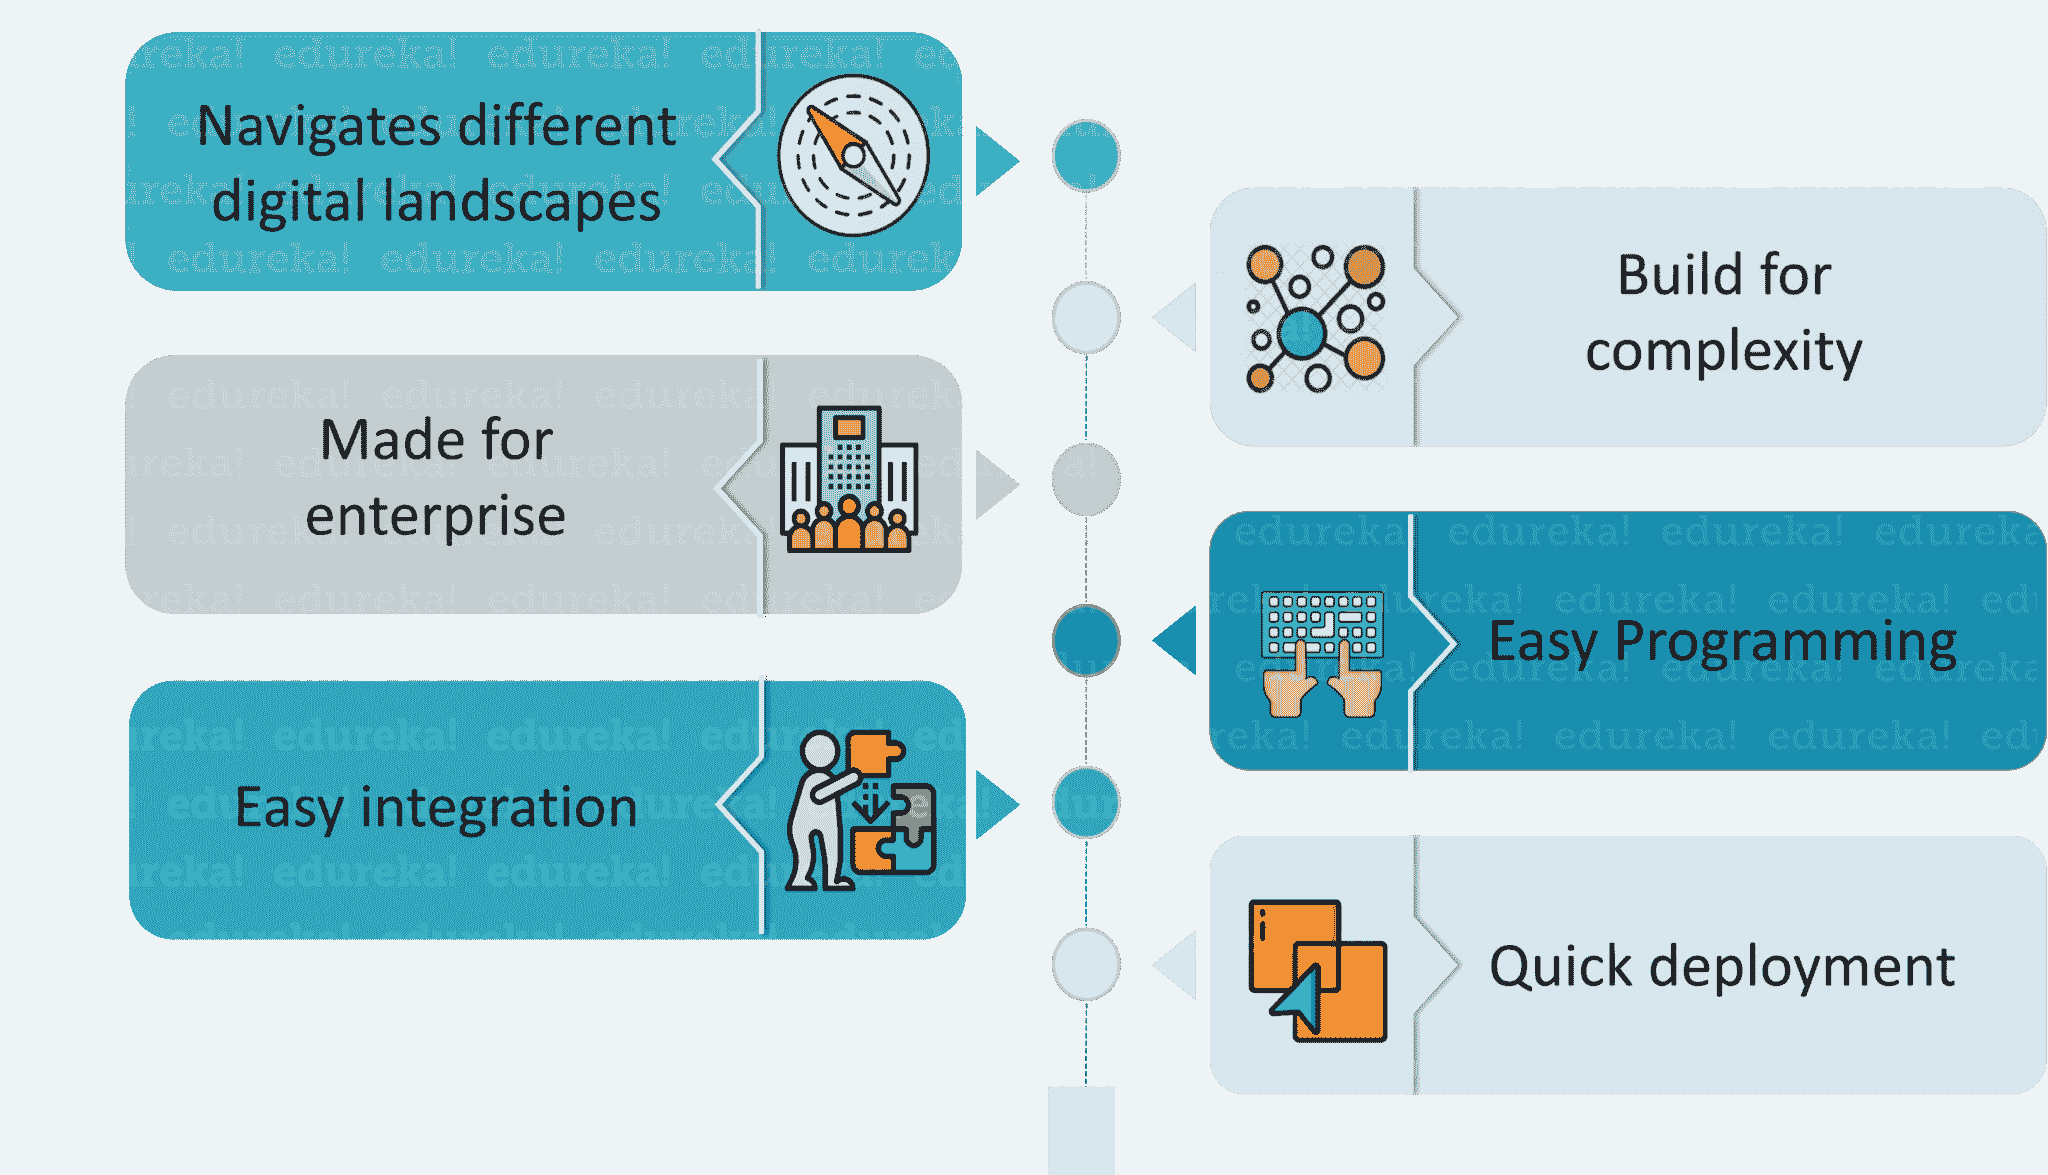 Navigates different
digital landscapes
Build for
complexity
Made for
enterprise
Easy Programming
Easy integration
Quick deployment
edureka!